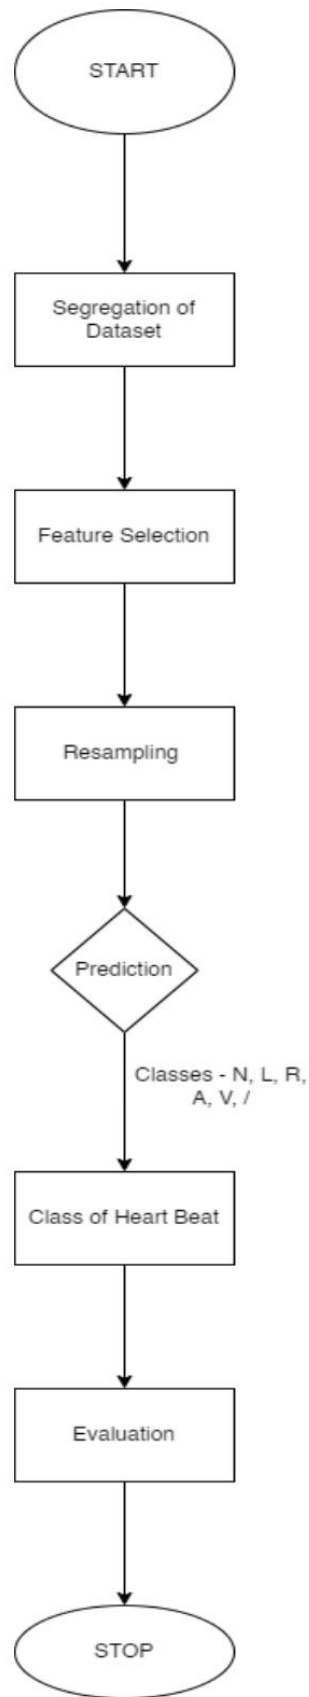 START
Segregation of
Dataset
Feature Selection
Resampling
Prediction
Classes - N, L, R,
A, V, /
Class of Heart Beat
Evaluation
STOP